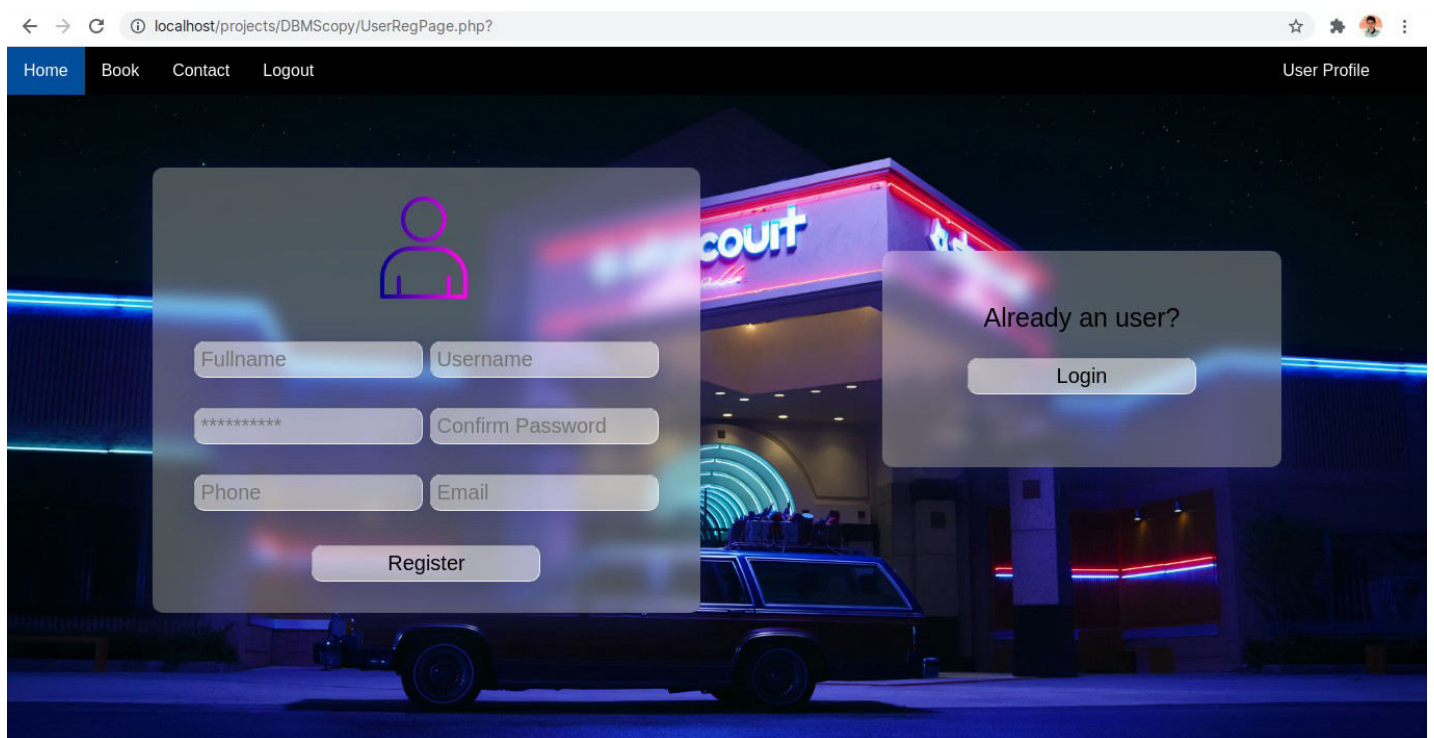 localhost/projects/DBMScopy/UserRegPage.php?
Home Book Contact Logout User Profile
couit
Already an user?
Fullname Username
Login
********** Confirm Password
Phone Email
Register